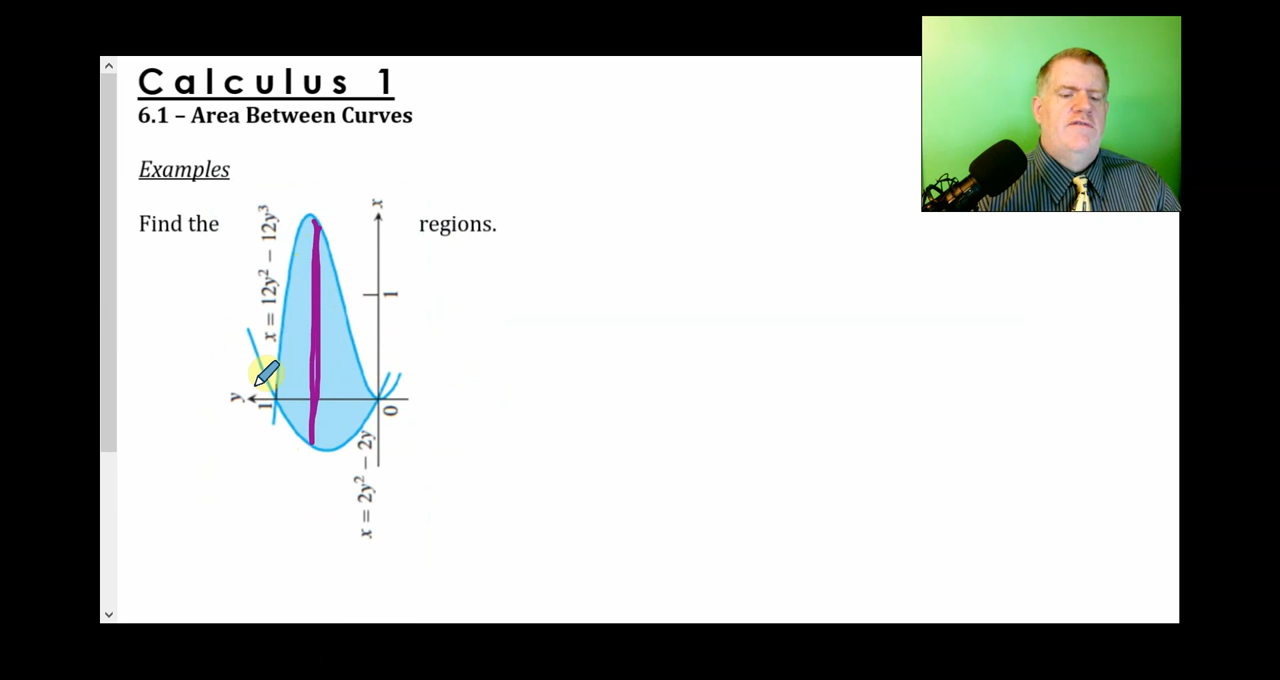 Calculus 1
6.1 – Area Between Curves
Examples
Find the regions.
x = 12y² − 12y³
x
1
y
1
0
x = 2y² − 2y